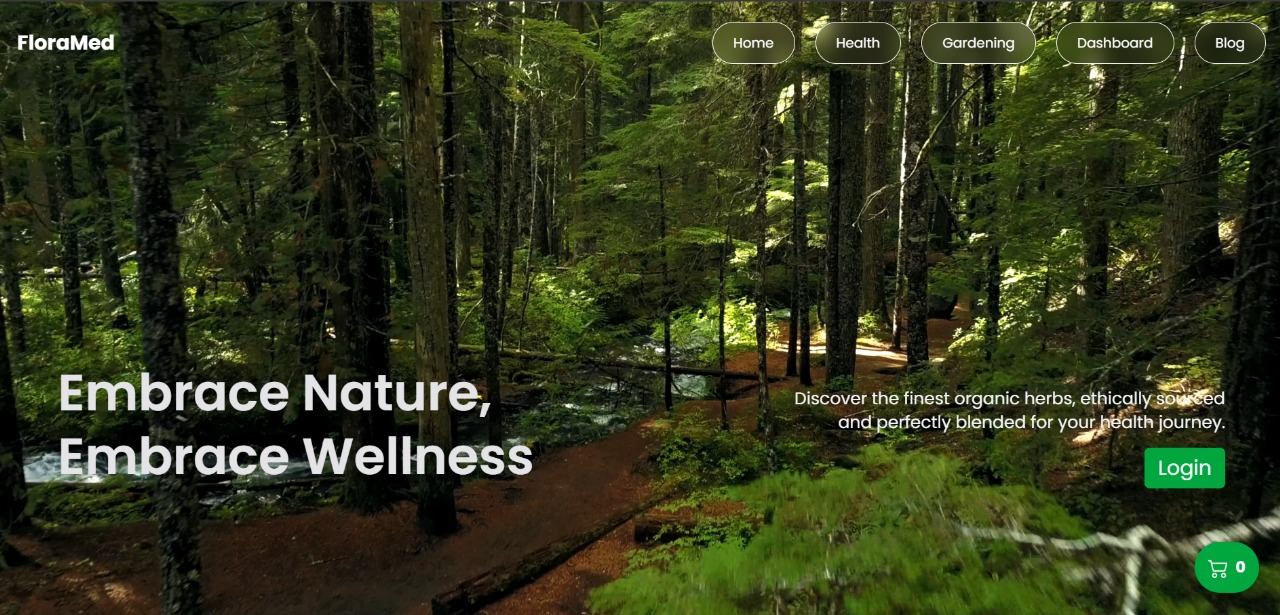 FloraMed
Home
Health
Gardening
Dashboard
Blog
Embrace Nature,
Embrace Wellness
Discover the finest organic herbs, ethically sourced
and perfectly blended for your health journey.
Login
0